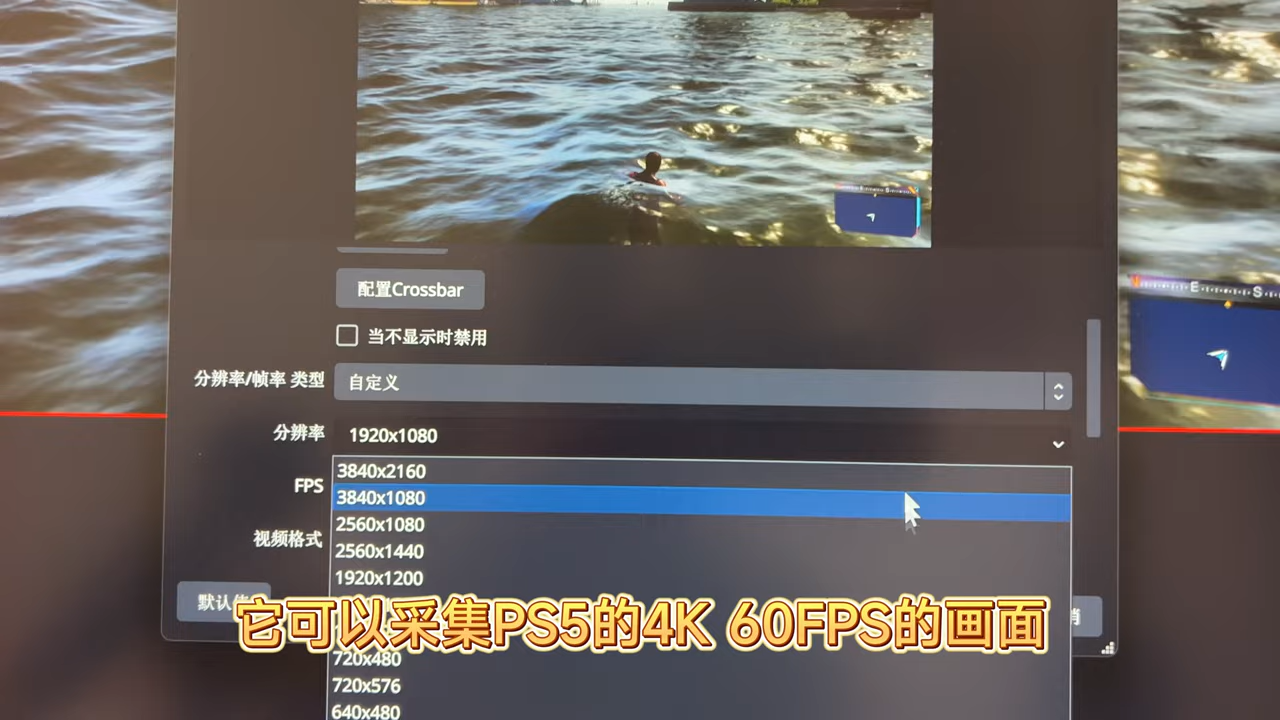 配置Crossbar
当不显示时禁用
分辨率/帧率 类型
自定义
分辨率
1920x1080
FPS
3840x2160
3840x1080
2560x1080
视频格式
2560x1440
1920x1200
默认
它可以采集PS5的4K 60FPS的画面
720x480
720x576
640x480
E
S